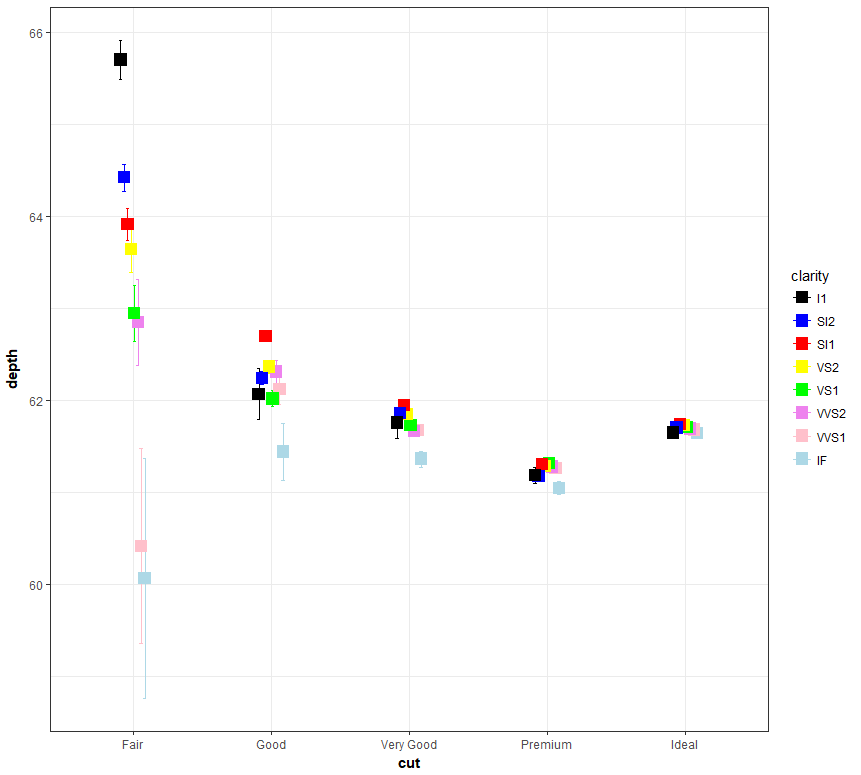 66
64
62
60
depth
Fair Good Very Good Premium Ideal
cut
clarity
I1
SI2
SI1
VS2
VS1
VVS2
VVS1
IF